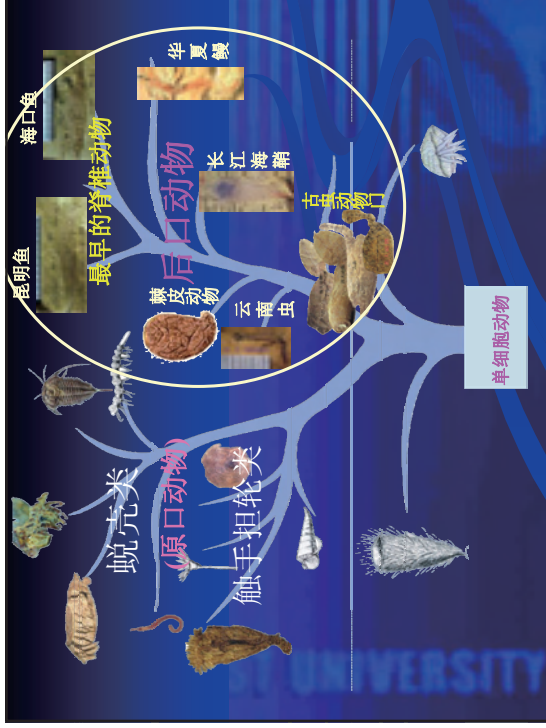 海口鱼
华夏鳗
最早的脊椎动物
后口动物
长江海鞘
古虫动物门
昆明鱼
棘皮动物
云南虫
单细胞动物
蜕壳类
(原口动物)
触手担轮类
ST UNIVERSITY